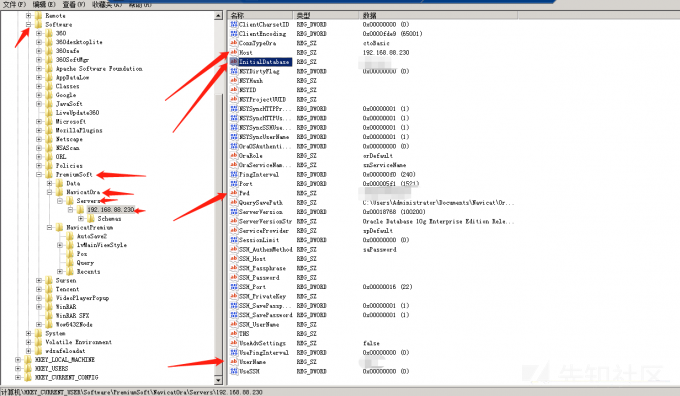 文件(F) 编辑(E) 查看(V) 收藏夹(A) 帮助(H)
Remote
Software
360
360desktoplite
360safe
360SoftMgr
Apache Software Foundation
AppDataLow
Classes
Google
JavaSoft
LiveUpdate360
Microsoft
MozillaPlugins
Netscape
NSAScan
ORL
Policies
PremiumSoft
Data
NavicatOra
Servers
192.168.88.230
Schemas
NavicatPremium
AutoSave2
lvMainViewStyle
Pos
Query
Recents
Sursen
Tencent
VideoPlayerPopup
WinRAR
WinRAR SFX
Wow6432Node
System
Volatile Environment
wdnafeloadat
HKEY_LOCAL_MACHINE
HKEY_USERS
HKEY_CURRENT_CONFIG
名称 类型 数据
ClientCharsetID REG_DWORD 0x00000000 (0)
ClientEncoding REG_DWORD 0x0000fde9 (65001)
ConnTypeOra REG_SZ ctoBasic
Host REG_SZ 192.168.88.230
InitialDatabase REG_SZ
NSYDirtyFlag REG_DWORD 0x00000000 (0)
NSYHash REG_SZ
NSYID REG_SZ
NSYProjectUUID REG_SZ
NSYSyncHTTPPr... REG_DWORD 0x00000001 (1)
NSYSyncHTTPUs... REG_DWORD 0x00000001 (1)
NSYSyncSSHUse... REG_DWORD 0x00000001 (1)
NSYSyncUserName REG_DWORD 0x00000001 (1)
OraOSAuthenti... REG_DWORD 0x00000000 (0)
OraRole REG_SZ orDefault
OraServiceNam... REG_SZ snServiceName
PingInterval REG_DWORD 0x000000f0 (240)
Port REG_DWORD 0x000005f1 (1521)
Pwd REG_SZ
QuerySavePath REG_SZ C:\Users\Administrator\Documents\Navicat\Or...
ServerVersion REG_DWORD 0x00018768 (100200)
ServerVersionStr REG_SZ Oracle Database 10g Enterprise Edition Rele...
ServiceProvider REG_SZ spDefault
SessionLimit REG_DWORD 0x00000000 (0)
SSH_AuthenMethod REG_SZ saPassword
SSH_Host REG_SZ
SSH_Passphrase REG_SZ
SSH_Password REG_SZ
SSH_Port REG_DWORD 0x00000016 (22)
SSH_PrivateKey REG_SZ
SSH_SavePassp... REG_DWORD 0x00000001 (1)
SSH_SavePassword REG_DWORD 0x00000001 (1)
SSH_UserName REG_SZ
TNS REG_SZ
UseAdvSettings REG_SZ false
UsePingInterval REG_DWORD 0x00000000 (0)
UserName REG_SZ
UseSSH REG_DWORD 0x00000000 (0)
先知社区
计算机\HKEY_CURRENT_USER\Software\PremiumSoft\NavicatOra\Servers\192.168.88.230